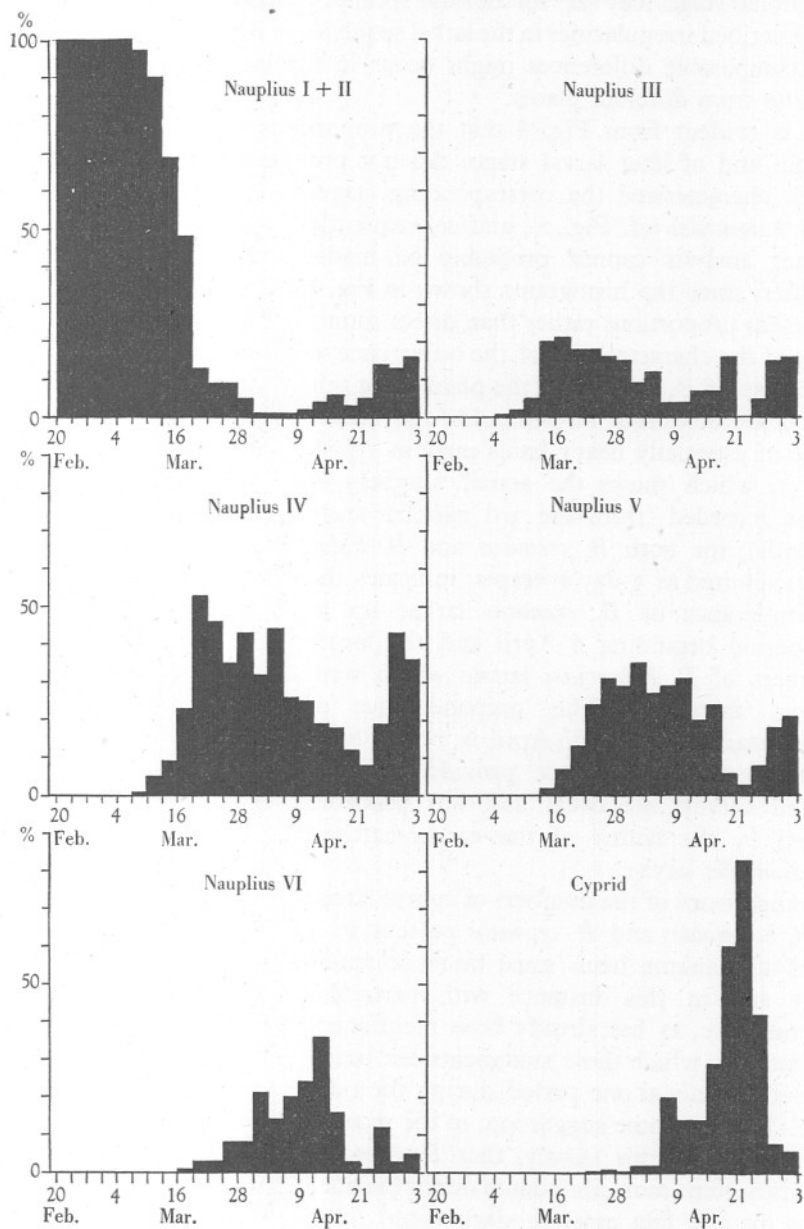 %
100
Nauplius I + II
Nauplius III
50
0
20 4 16 28 9 21 3
20 4 16 28 9 21 3
Feb. Mar. Apr.
Feb. Mar. Apr.
%
Nauplius IV
Nauplius V
50
0
20 4 16 28 9 21 3
20 4 16 28 9 21 3
Feb. Mar. Apr.
Feb. Mar. Apr.
%
Nauplius VI
Cyprid
50
0
20 4 16 28 9 21 3
20 4 16 28 9 21 3
Feb. Mar. Apr.
Feb. Mar. Apr.